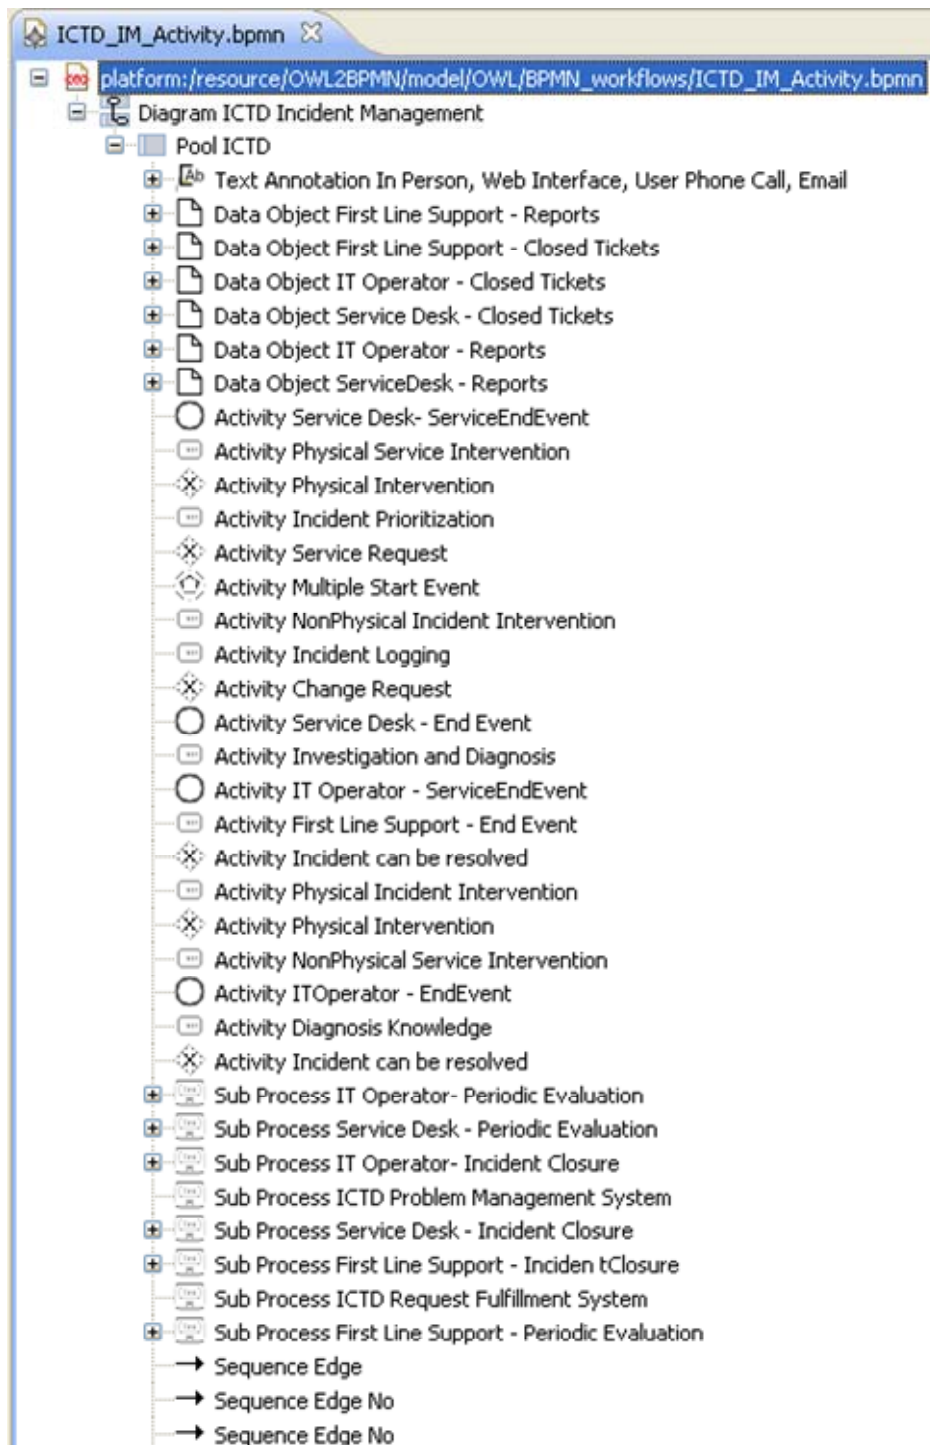 ICTD_IM_Activity.bpmn
platform:/resource/OWL2BPMN/model/OWL/BPMN_workflows/ICTD_IM_Activity.bpmn
Diagram ICTD Incident Management
Pool ICTD
Text Annotation In Person, Web Interface, User Phone Call, Email
Data Object First Line Support - Reports
Data Object First Line Support - Closed Tickets
Data Object IT Operator - Closed Tickets
Data Object Service Desk - Closed Tickets
Data Object IT Operator - Reports
Data Object ServiceDesk - Reports
Activity Service Desk- ServiceEndEvent
Activity Physical Service Intervention
Activity Physical Intervention
Activity Incident Prioritization
Activity Service Request
Activity Multiple Start Event
Activity NonPhysical Incident Intervention
Activity Incident Logging
Activity Change Request
Activity Service Desk - End Event
Activity Investigation and Diagnosis
Activity IT Operator - ServiceEndEvent
Activity First Line Support - End Event
Activity Incident can be resolved
Activity Physical Incident Intervention
Activity Physical Intervention
Activity NonPhysical Service Intervention
Activity ITOperator - EndEvent
Activity Diagnosis Knowledge
Activity Incident can be resolved
Sub Process IT Operator- Periodic Evaluation
Sub Process Service Desk - Periodic Evaluation
Sub Process IT Operator- Incident Closure
Sub Process ICTD Problem Management System
Sub Process Service Desk - Incident Closure
Sub Process First Line Support - Inciden tClosure
Sub Process ICTD Request Fulfillment System
Sub Process First Line Support - Periodic Evaluation
Sequence Edge
Sequence Edge No
Sequence Edge No